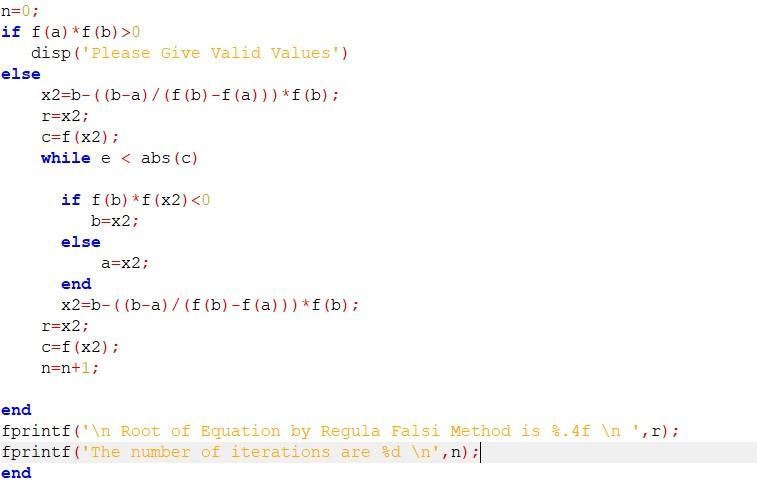 n=0;
if f(a)*f(b)>0
disp('Please Give Valid Values')
else
x2=b-((b-a)/(f(b)-f(a)))*f(b);
r=x2;
c=f(x2);
while e < abs(c)
if f(b)*f(x2)<0
b=x2;
else
a=x2;
end
x2=b-((b-a)/(f(b)-f(a)))*f(b);
r=x2;
c=f(x2);
n=n+1;
end
fprintf('\n Root of Equation by Regula Falsi Method is %.4f \n ',r);
fprintf('The number of iterations are %d \n',n);
end